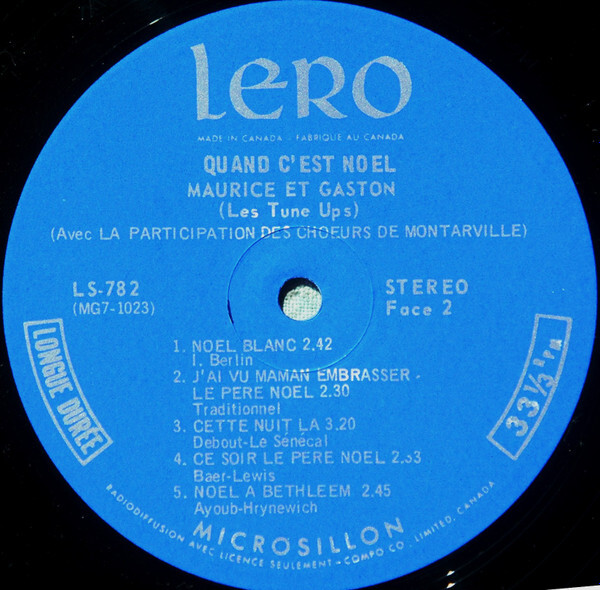 LERO
MADE IN CANADA - FABRIQUE AU CANADA
QUAND C'EST NOEL
MAURICE ET GASTON
(Les Tune Ups)
(Avec LA PARTICIPATION DES CHOEURS DE MONTARVILLE)
LS-782
(MG7-1023)
STEREO
Face 2
LONGUE DURÉE
33 1/3 t.p.m.
1. NOEL BLANC 2.42
I. Berlin
2. J'AI VU MAMAN EMBRASSER -
LE PERE NOEL 2.30
Traditionnel
3. CETTE NUIT LA 3.20
Debout-Le Sénécal
4. CE SOIR LE PERE NOEL 2.33
Baer-Lewis
5. NOEL A BETHLEEM 2.45
Ayoub-Hrynewich
MICROSILLON
RADIODIFFUSION AVEC LICENCE SEULEMENT - COMPO CO. LIMITED, CANADA